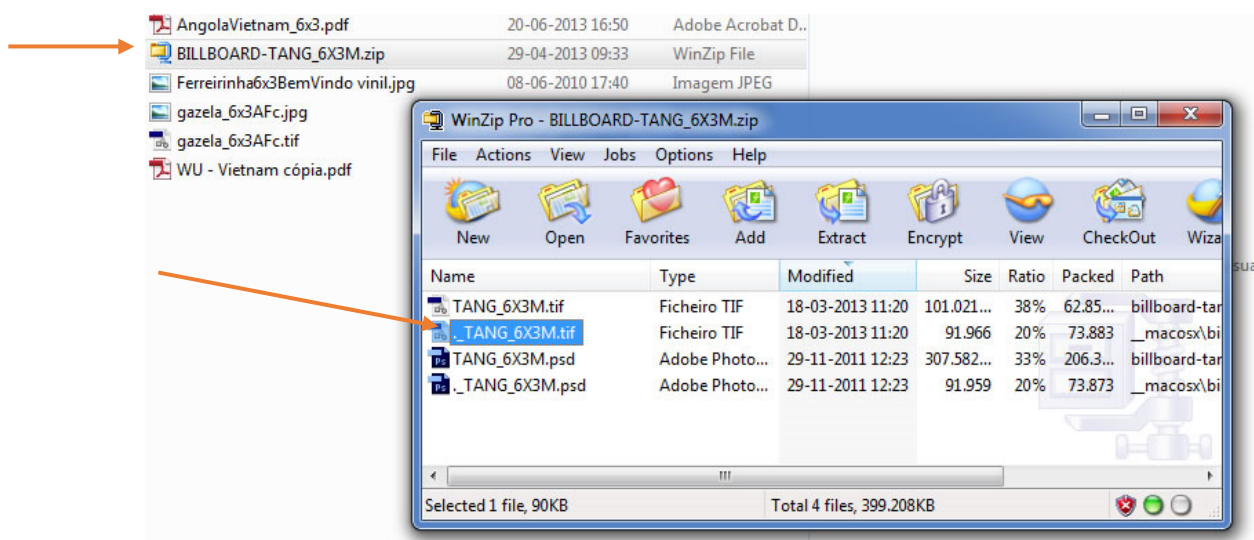 AngolaVietnam_6x3.pdf 20-06-2013 16:50 Adobe Acrobat D...
BILLBOARD-TANG_6X3M.zip 29-04-2013 09:33 WinZip File
Ferreirinha6x3BemVindo vinil.jpg 08-06-2010 17:40 Imagem JPEG
gazela_6x3AFc.jpg
gazela_6x3AFc.tif
WU - Vietnam cópia.pdf
WinZip Pro - BILLBOARD-TANG_6X3M.zip
File Actions View Jobs Options Help
New Open Favorites Add Extract Encrypt View CheckOut Wiza
Name Type Modified Size Ratio Packed Path
TANG_6X3M.tif Ficheiro TIF 18-03-2013 11:20 101.021... 38% 62.85... billboard-tar
._TANG_6X3M.tif Ficheiro TIF 18-03-2013 11:20 91.966 20% 73.883 __macosx\bi
TANG_6X3M.psd Adobe Photo... 29-11-2011 12:23 307.582... 33% 206.3... billboard-tar
._TANG_6X3M.psd Adobe Photo... 29-11-2011 12:23 91.959 20% 73.873 __macosx\bi
Selected 1 file, 90KB Total 4 files, 399.208KB